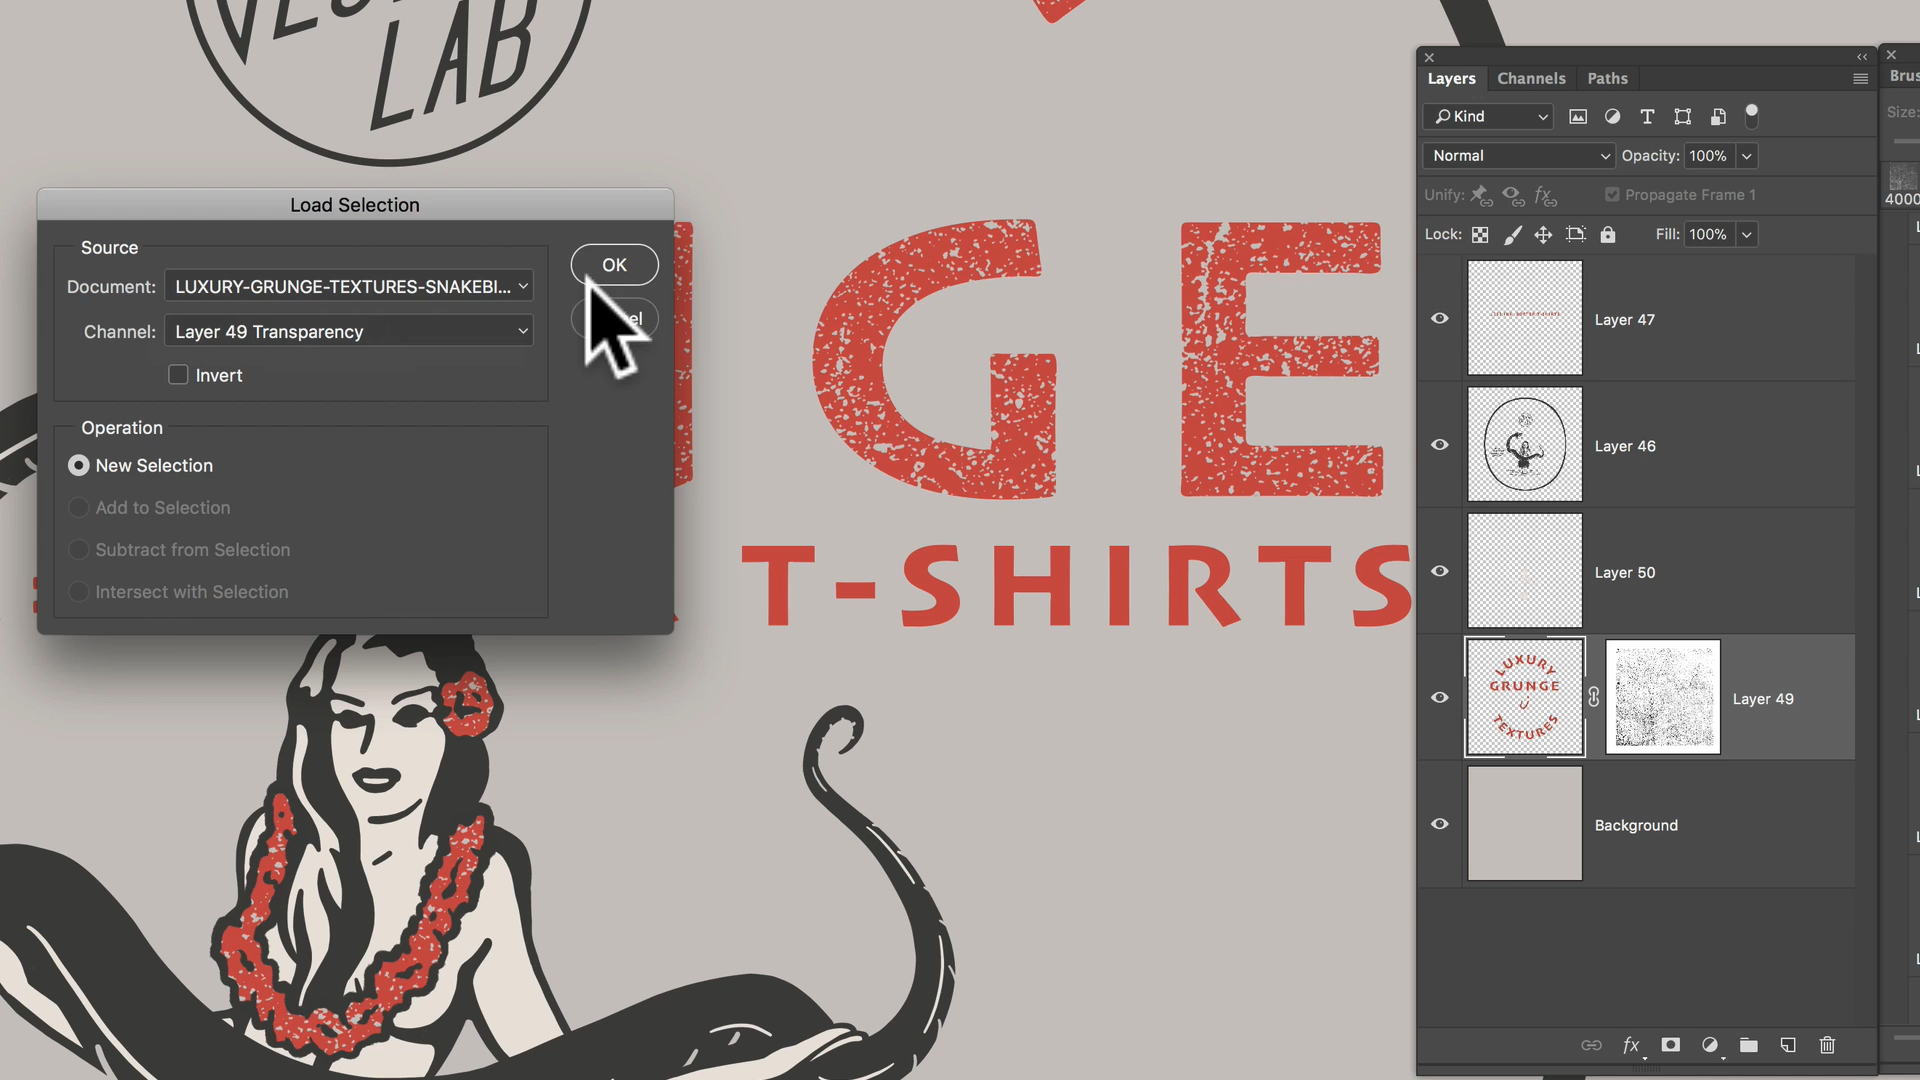 LAB
GE
T-SHIRTS
Load Selection
Source
Document: LUXURY-GRUNGE-TEXTURES-SNAKEBI...
Channel: Layer 49 Transparency
Invert
OK
Operation
New Selection
Add to Selection
Subtract from Selection
Intersect with Selection
Layers Channels Paths
Kind
Normal Opacity: 100%
Unify: Propagate Frame 1
Lock: Fill: 100%
Layer 47
Layer 46
Layer 50
LUXURY
GRUNGE
TEXTURES
Layer 49
Background
fx
Brus
Size:
4000